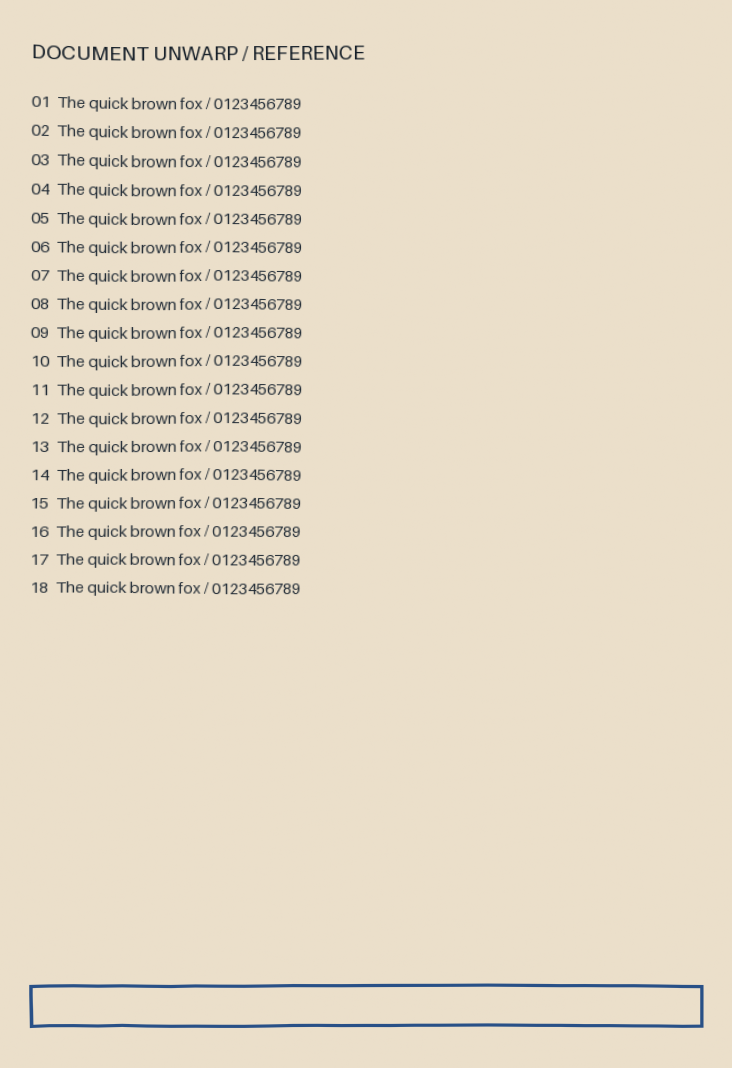 DOCUMENT UNWARP / REFERENCE
01 The quick brown fox / 0123456789
02 The quick brown fox / 0123456789
03 The quick brown fox / 0123456789
04 The quick brown fox / 0123456789
05 The quick brown fox / 0123456789
06 The quick brown fox / 0123456789
07 The quick brown fox / 0123456789
08 The quick brown fox / 0123456789
09 The quick brown fox / 0123456789
10 The quick brown fox / 0123456789
11 The quick brown fox / 0123456789
12 The quick brown fox / 0123456789
13 The quick brown fox / 0123456789
14 The quick brown fox / 0123456789
15 The quick brown fox / 0123456789
16 The quick brown fox / 0123456789
17 The quick brown fox / 0123456789
18 The quick brown fox / 0123456789